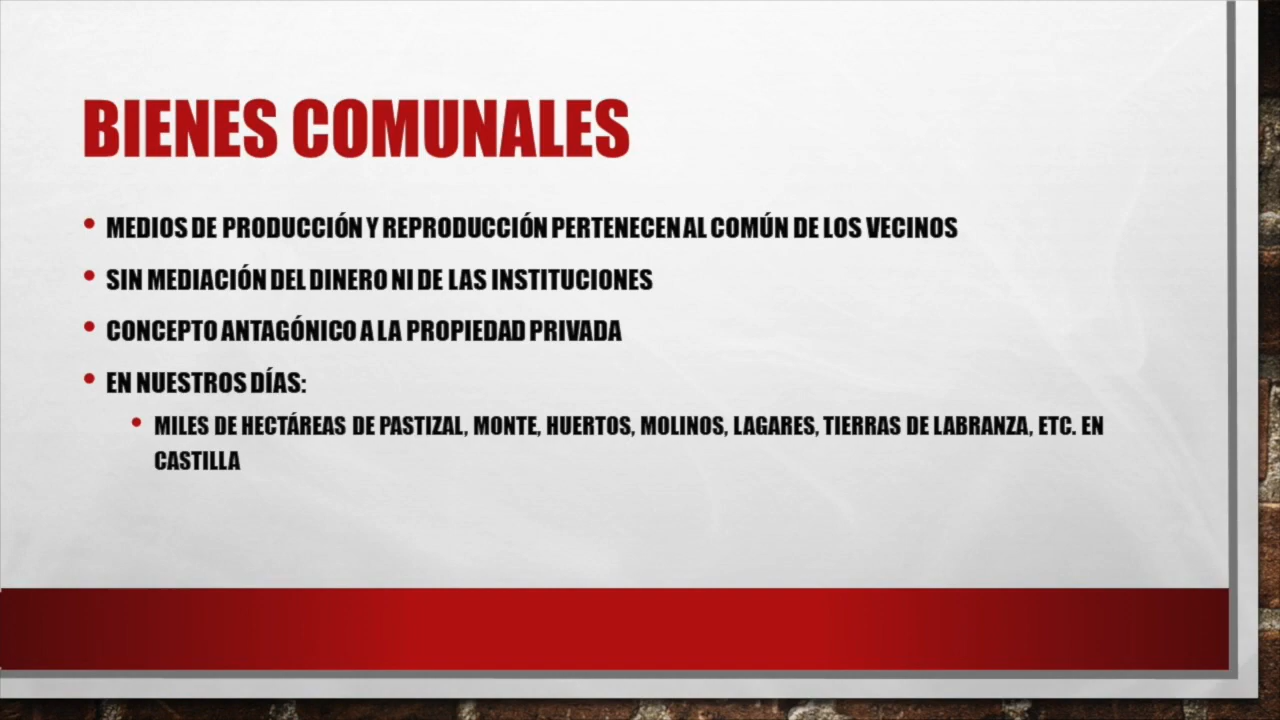 BIENES COMUNALES
• MEDIOS DE PRODUCCIÓN Y REPRODUCCIÓN PERTENECEN AL COMÚN DE LOS VECINOS
• SIN MEDIACIÓN DEL DINERO NI DE LAS INSTITUCIONES
• CONCEPTO ANTAGÓNICO A LA PROPIEDAD PRIVADA
• EN NUESTROS DÍAS:
• MILES DE HECTÁREAS DE PASTIZAL, MONTE, HUERTOS, MOLINOS, LAGARES, TIERRAS DE LABRANZA, ETC. EN
CASTILLA